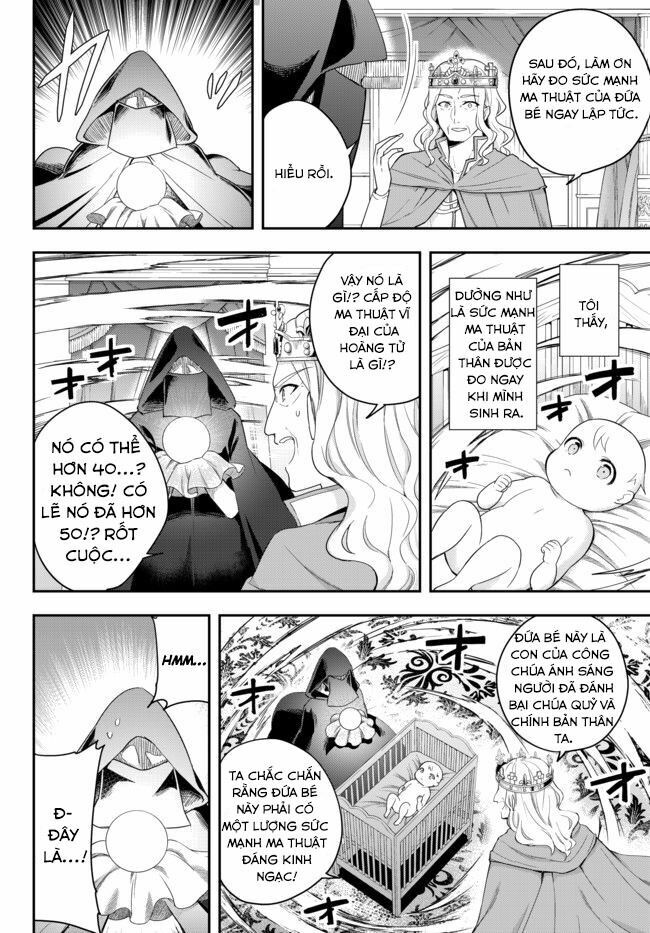 SAU ĐÓ, LÀM ƠN
HÃY ĐO SỨC MẠNH
MA THUẬT CỦA ĐỨA
BÉ NGAY LẬP TỨC.
HIỂU RỒI.
TÔI
THẤY,
DƯỜNG NHƯ
LÀ SỨC MẠNH
MA THUẬT
CỦA BẢN
THÂN ĐƯỢC
ĐO NGAY
KHI MÌNH
SINH RA.
VẬY NÓ LÀ
GÌ!? CẤP ĐỘ
MA THUẬT VĨ
ĐẠI CỦA
HOÀNG TỬ
LÀ GÌ!?
NÓ CÓ THỂ
HƠN 40...?
KHÔNG! CÓ
LẼ NÓ ĐÃ HƠN
50!? RỐT
CUỘC...
ĐỨA BÉ NÀY LÀ
CON CỦA CÔNG
CHÚA ÁNH SÁNG
NGƯỜI ĐÃ ĐÁNH
BẠI CHÚA QUỶ VÀ
CHÍNH BẢN THÂN
TA.
TA CHẮC CHẮN
RẰNG ĐỨA BÉ
NÀY PHẢI CÓ
MỘT LƯỢNG SỨC
MẠNH MA THUẬT
ĐÁNG KINH
NGẠC!
HMM...
Đ-
ĐÂY
LÀ...!